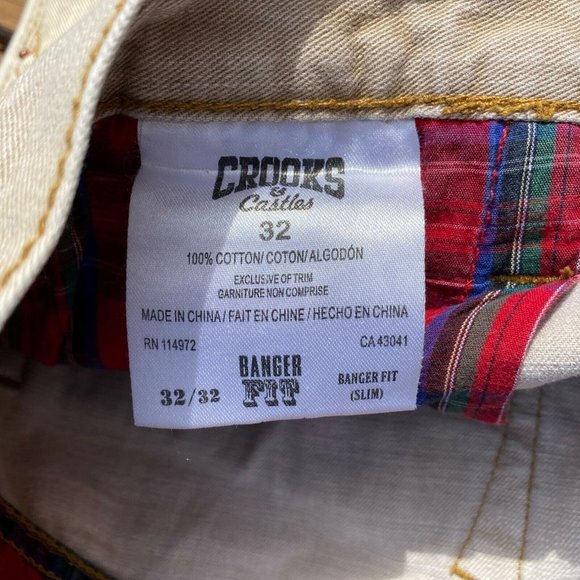 CROOKS
&
Castles
32
100% COTTON/ COTON/ ALGODÓN
EXCLUSIVE OF TRIM
GARNITURE NON COMPRISE
MADE IN CHINA / FAIT EN CHINE / HECHO EN CHINA
RN 114972 CA 43041
32/32 BANGER FIT BANGER FIT (SLIM)